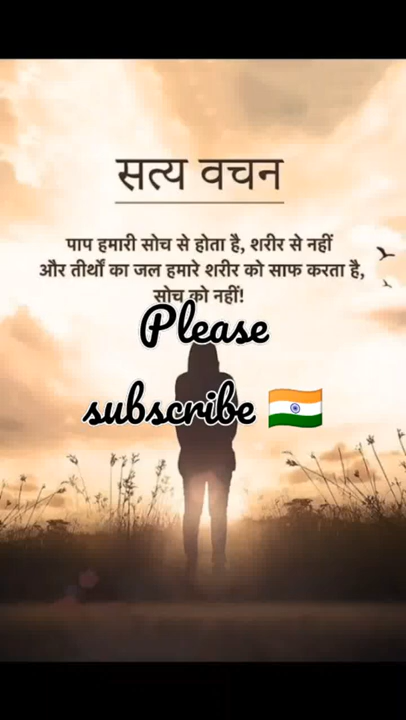 सत्य वचन
पाप हमारी सोच से होता है, शरीर से नहीं
और तीर्थों का जल हमारे शरीर को साफ करता है,
सोच को नहीं!
Please
subscribe 🇮🇳